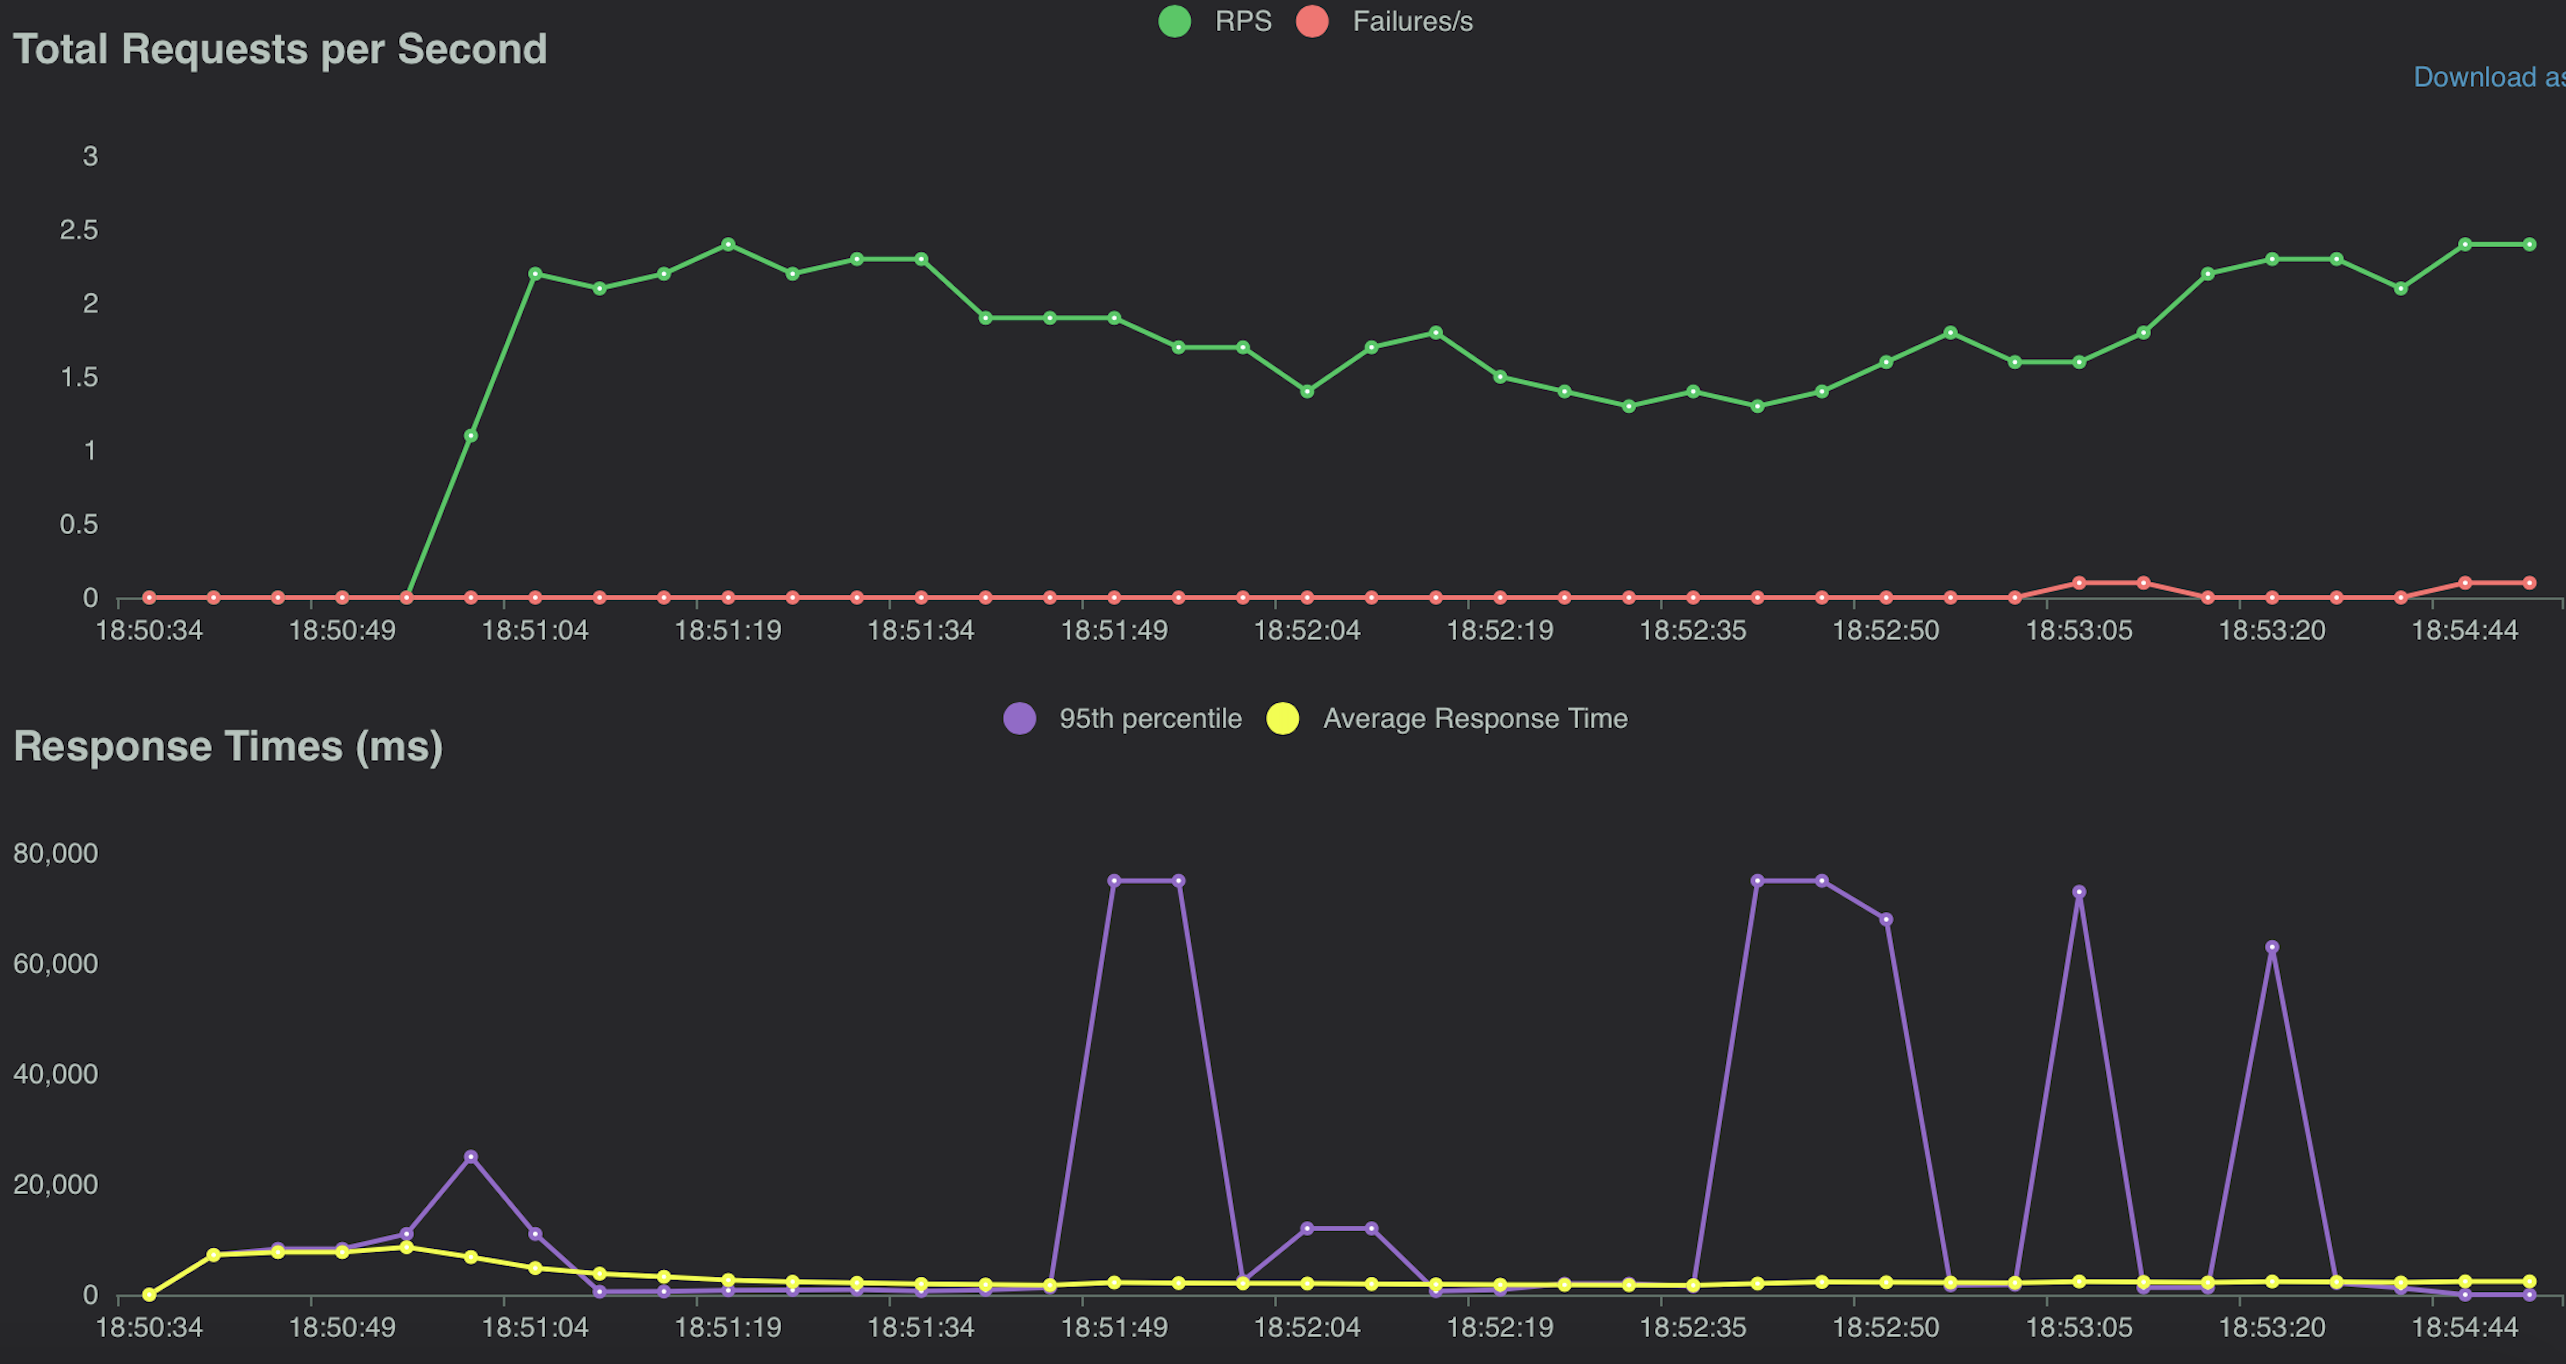 RPS Failures/s
Total Requests per Second
Download as
3
2.5
2
1.5
1
0.5
0
18:50:34 18:50:49 18:51:04 18:51:19 18:51:34 18:51:49 18:52:04 18:52:19 18:52:35 18:52:50 18:53:05 18:53:20 18:54:44
95th percentile Average Response Time
Response Times (ms)
80,000
60,000
40,000
20,000
0
18:50:34 18:50:49 18:51:04 18:51:19 18:51:34 18:51:49 18:52:04 18:52:19 18:52:35 18:52:50 18:53:05 18:53:20 18:54:44